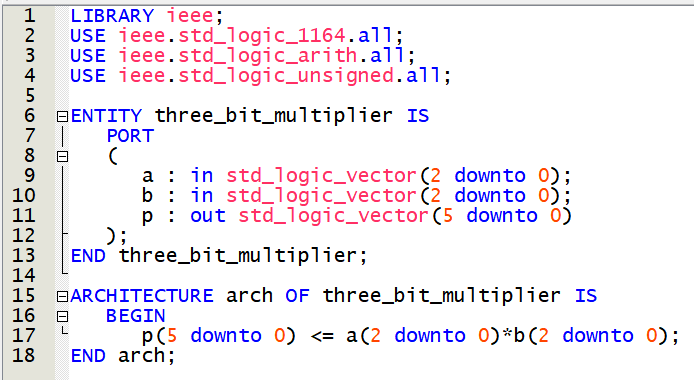 1 LIBRARY ieee;
2 USE ieee.std_logic_1164.all;
3 USE ieee.std_logic_arith.all;
4 USE ieee.std_logic_unsigned.all;
5
6 ENTITY three_bit_multiplier IS
7 PORT
8 (
9 a : in std_logic_vector(2 downto 0);
10 b : in std_logic_vector(2 downto 0);
11 p : out std_logic_vector(5 downto 0)
12 );
13 END three_bit_multiplier;
14
15 ARCHITECTURE arch OF three_bit_multiplier IS
16 BEGIN
17 p(5 downto 0) <= a(2 downto 0)*b(2 downto 0);
18 END arch;